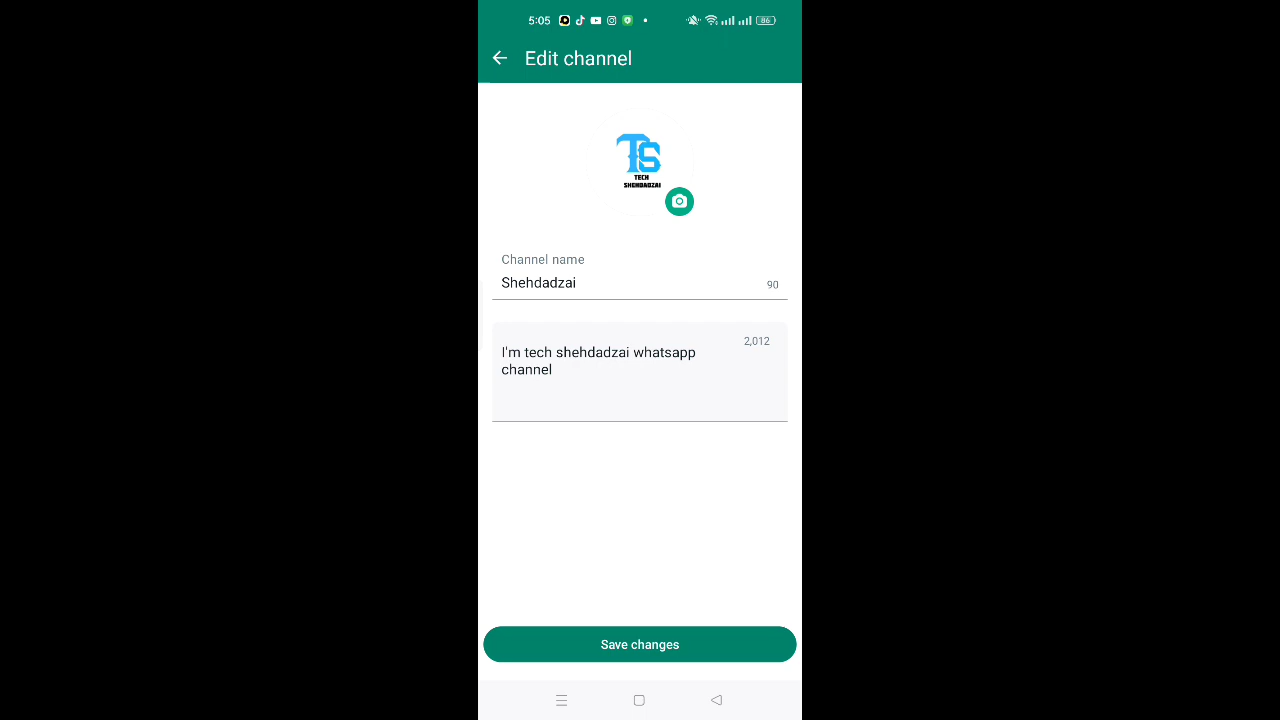 5:05
86
Edit channel
TS
TECH
SHEHDADZAI
Channel name
Shehdadzai
90
2,012
I'm tech shehdadzai whatsapp
channel
Save changes